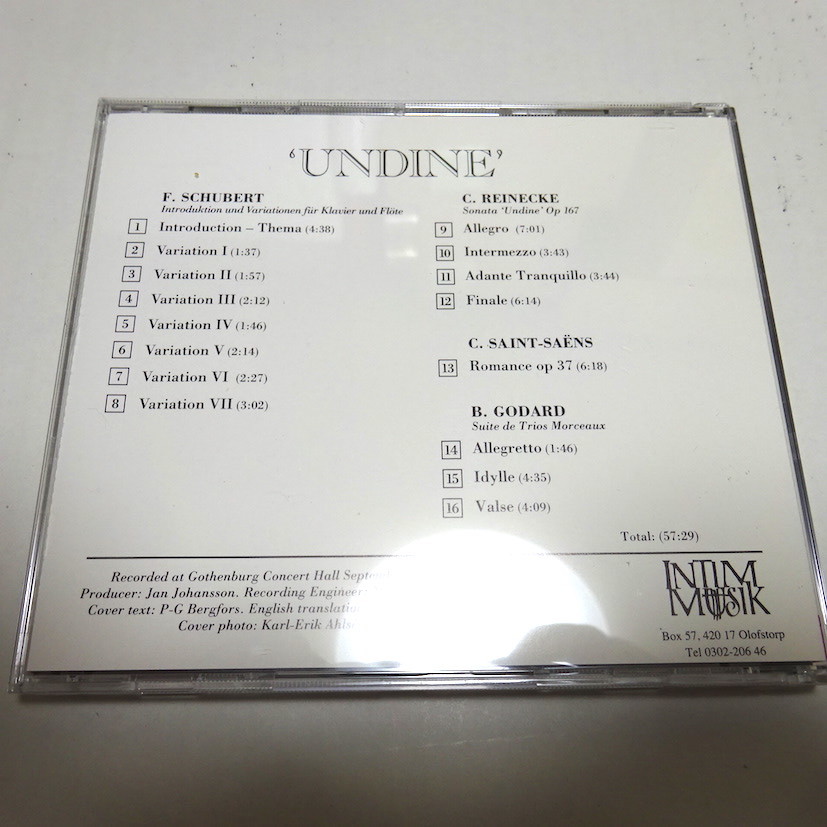 ‘UNDINE’
F. SCHUBERT
Introduktion und Variationen für Klavier und Flöte
1 Introduction – Thema (4:38)
2 Variation I (1:37)
3 Variation II (1:57)
4 Variation III (2:12)
5 Variation IV (1:46)
6 Variation V (2:14)
7 Variation VI (2:27)
8 Variation VII (3:02)
C. REINECKE
Sonata ‘Undine’ Op 167
9 Allegro (7:01)
10 Intermezzo (3:43)
11 Adante Tranquillo (3:44)
12 Finale (6:14)
C. SAINT-SAËNS
13 Romance op 37 (6:18)
B. GODARD
Suite de Trios Morceaux
14 Allegretto (1:46)
15 Idylle (4:35)
16 Valse (4:09)
Total: (57:29)
Recorded at Gothenburg Concert Hall
Producer: Jan Johansson. Recording
Cover text: P-G Bergfors. English
Cover photo: Karl-Erik
INTIM
MUSIK
Box 57, 420 17 Olofstorp
Tel 0302-206 46